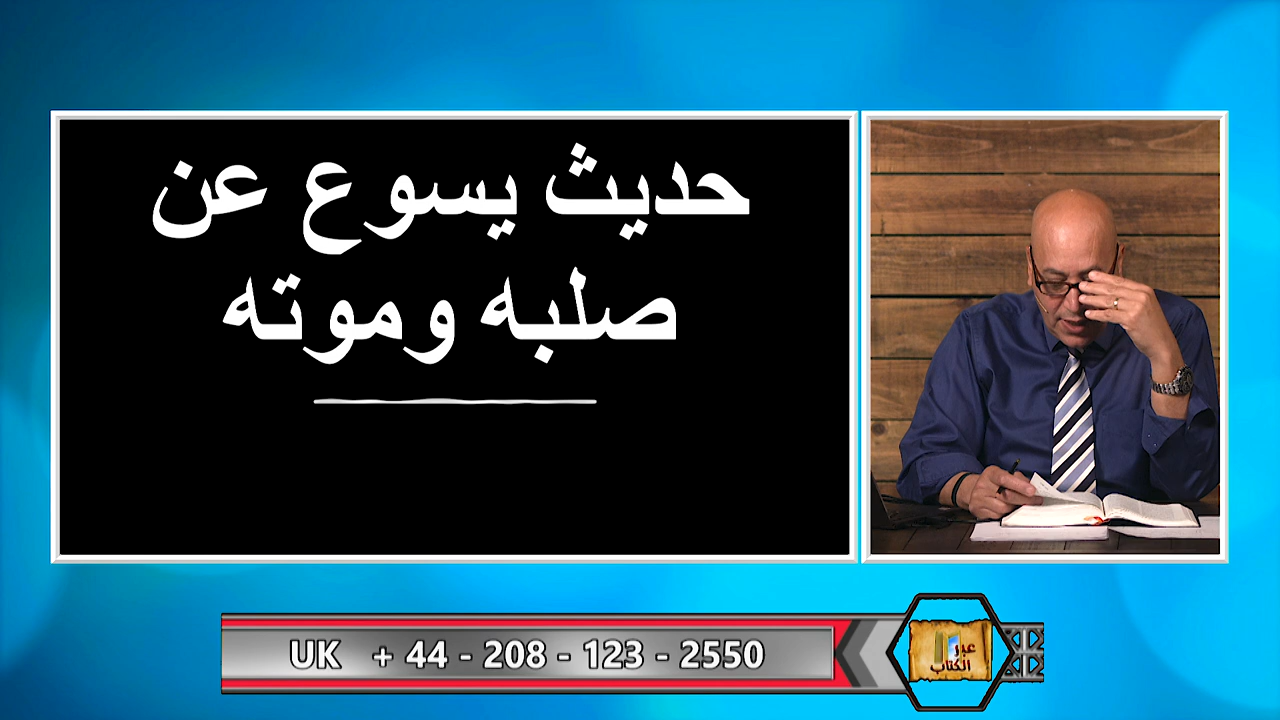 حديث يسوع عن
صلبه وموته
UK + 44 - 208 - 123 - 2550
عبر
الكتاب